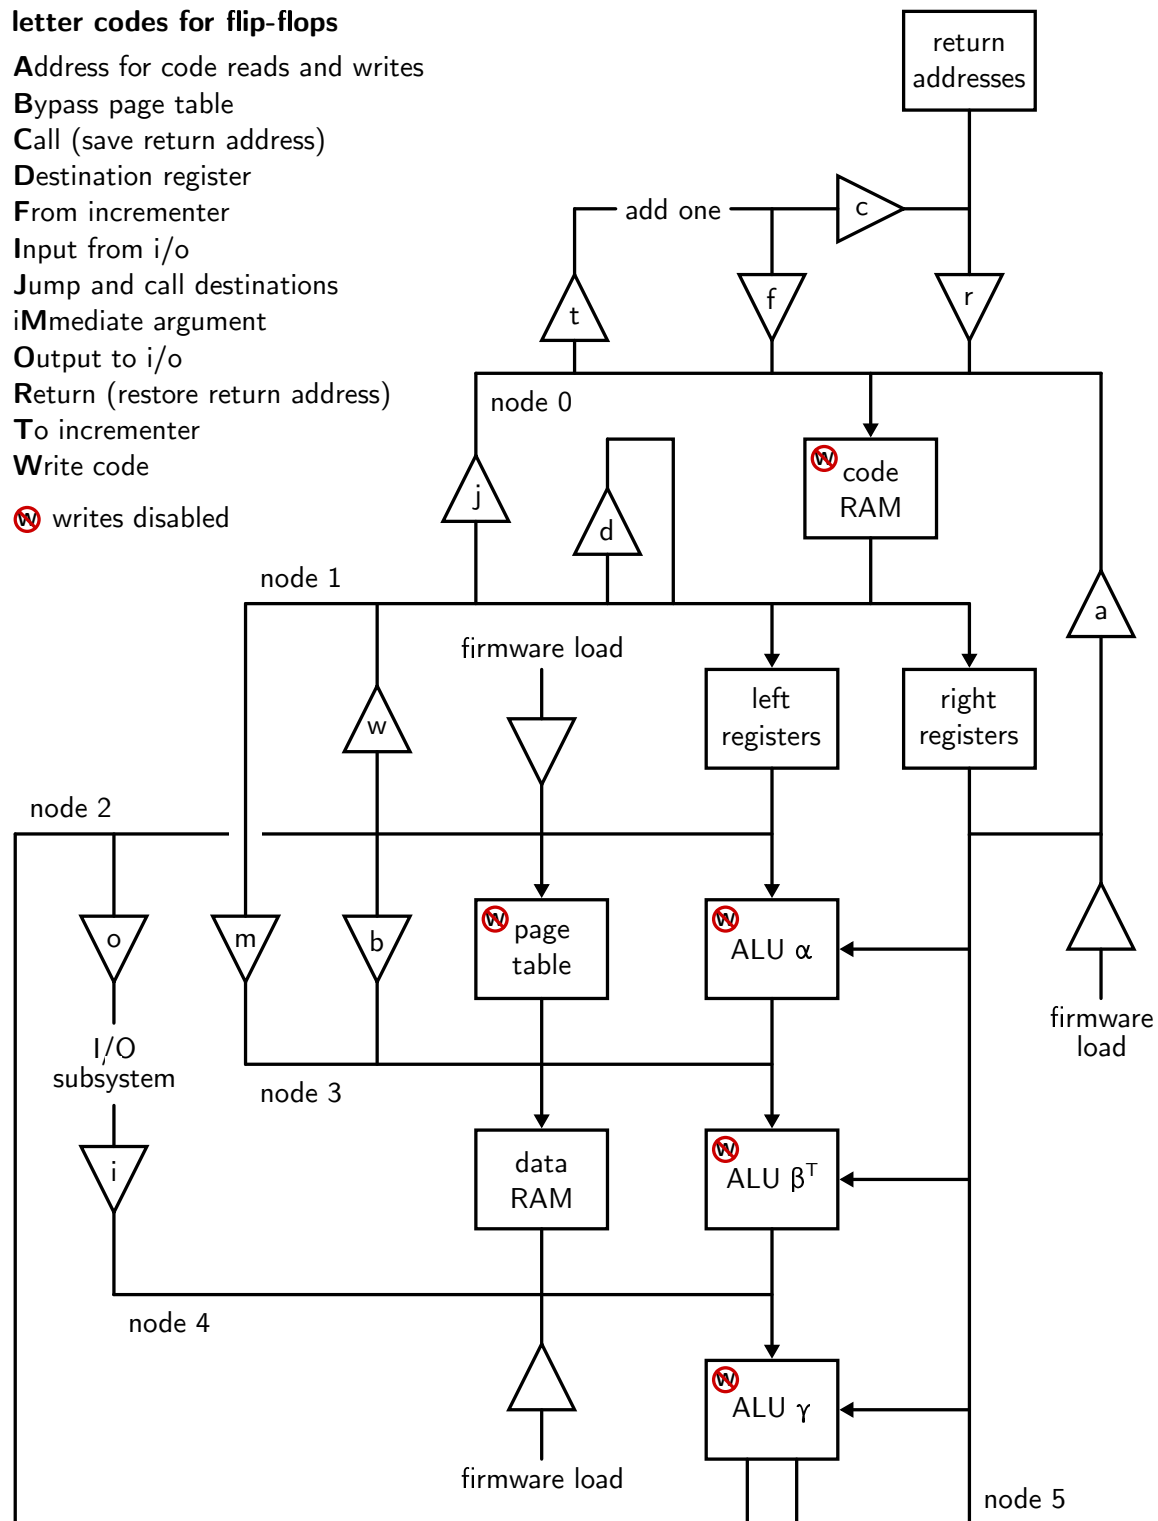 letter codes for flip-flops
Address for code reads and writes
Bypass page table
Call (save return address)
Destination register
From incrementer
Input from i/o
Jump and call destinations
iMmediate argument
Output to i/o
Return (restore return address)
To incrementer
Write code
W writes disabled
return
addresses
add one
c
t
f
r
node 0
W
code
RAM
j
d
node 1
a
firmware load
left
registers
right
registers
w
node 2
o
m
b
W
page
table
W
ALU α
firmware
load
I/O
subsystem
node 3
i
data
RAM
W
ALU βᵀ
node 4
W
ALU γ
firmware load
node 5